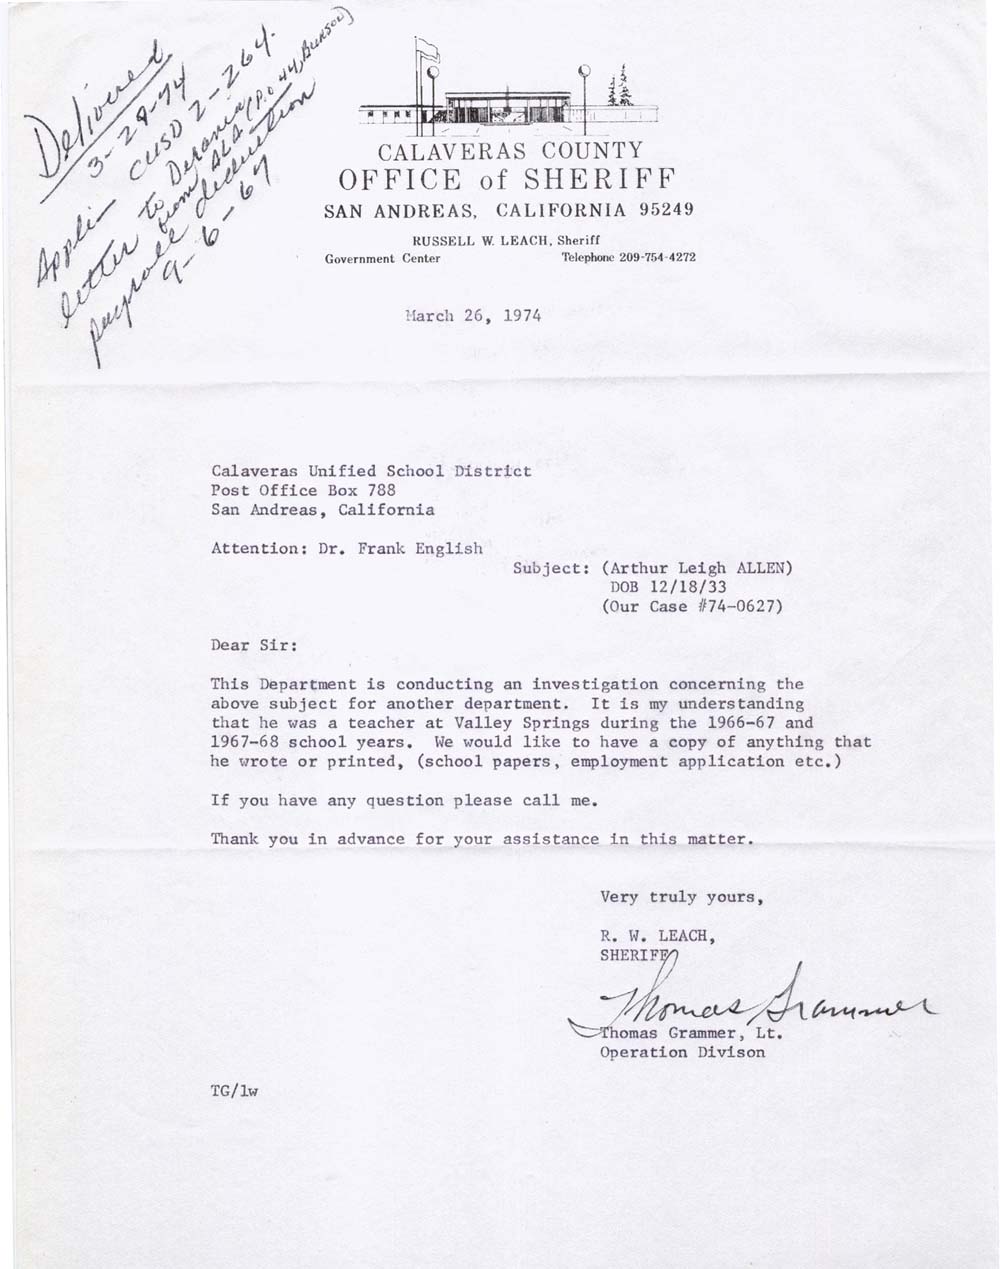 Delivered
3-29-74
Appli- CUSD 2-264.
letter to Derania
from ALA (P.O 44, Burson)
payroll deduction
9-6-67
CALAVERAS COUNTY
OFFICE of SHERIFF
SAN ANDREAS, CALIFORNIA 95249
RUSSELL W. LEACH, Sheriff
Government Center Telephone 209-754-4272
March 26, 1974
Calaveras Unified School District
Post Office Box 788
San Andreas, California
Attention: Dr. Frank English
Subject: (Arthur Leigh ALLEN)
DOB 12/18/33
(Our Case #74-0627)
Dear Sir:
This Department is conducting an investigation concerning the
above subject for another department. It is my understanding
that he was a teacher at Valley Springs during the 1966-67 and
1967-68 school years. We would like to have a copy of anything that
he wrote or printed, (school papers, employment application etc.)
If you have any question please call me.
Thank you in advance for your assistance in this matter.
Very truly yours,
R. W. LEACH,
SHERIFF
Thomas Grammer
Thomas Grammer, Lt.
Operation Divison
TG/lw